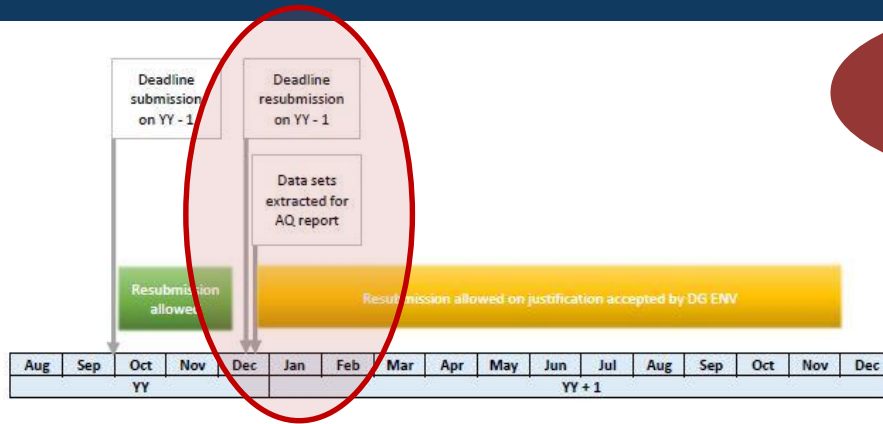 Deadline
submission
on YY - 1
Deadline
resubmission
on YY - 1
Data sets
extracted for
AQ report
Resubmission
allowed
Resubmission allowed on justification accepted by DG ENV
Aug Sep Oct Nov Dec Jan Feb Mar Apr May Jun Jul Aug Sep Oct Nov Dec
YY YY + 1